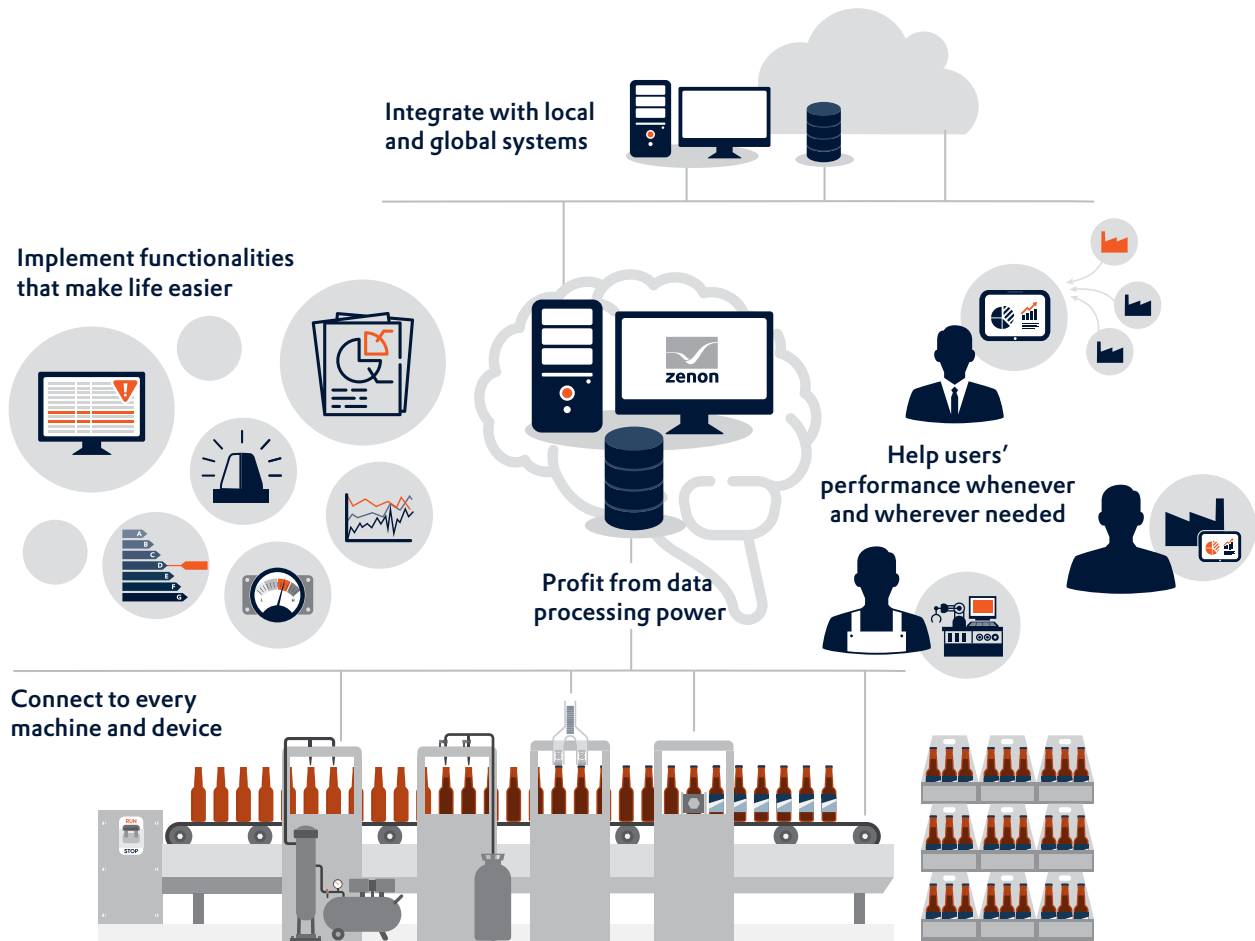 Integrate with local
and global systems
Implement functionalities
that make life easier
zenon
A
B
C
D
E
F
G
L
H
Help users’
performance whenever
and wherever needed
Profit from data
processing power
Connect to every
machine and device
RUN
STOP